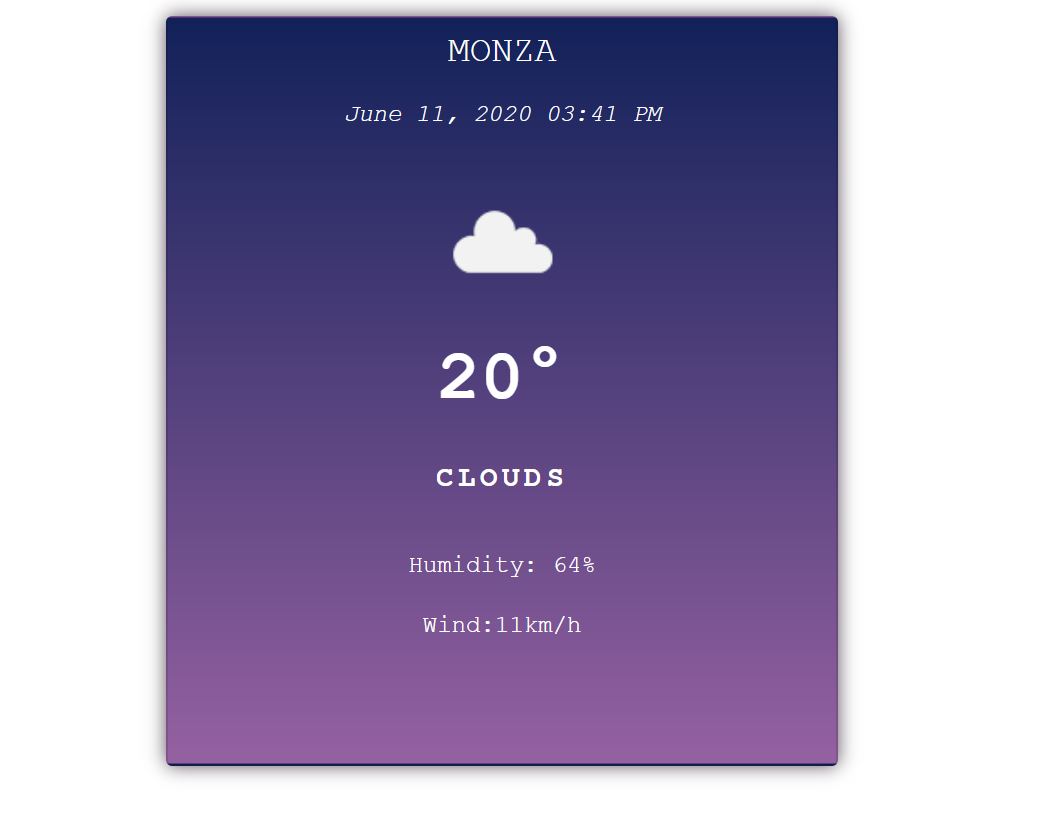 MONZA
June 11, 2020 03:41 PM
20°
CLOUDS
Humidity: 64%
Wind:11km/h